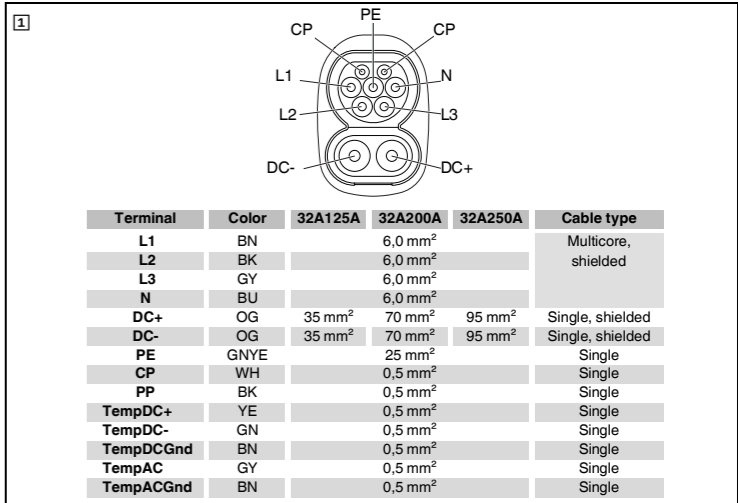 1
PE
CP CP
L1 N
L2 L3
DC- DC+
Terminal Color 32A125A 32A200A 32A250A Cable type
L1 BN 6,0 mm² Multicore,
L2 BK 6,0 mm² shielded
L3 GY 6,0 mm²
N BU 6,0 mm²
DC+ OG 35 mm² 70 mm² 95 mm² Single, shielded
DC- OG 35 mm² 70 mm² 95 mm² Single, shielded
PE GNYE 25 mm² Single
CP WH 0,5 mm² Single
PP BK 0,5 mm² Single
TempDC+ YE 0,5 mm² Single
TempDC- GN 0,5 mm² Single
TempDCGnd BN 0,5 mm² Single
TempAC GY 0,5 mm² Single
TempACGnd BN 0,5 mm² Single